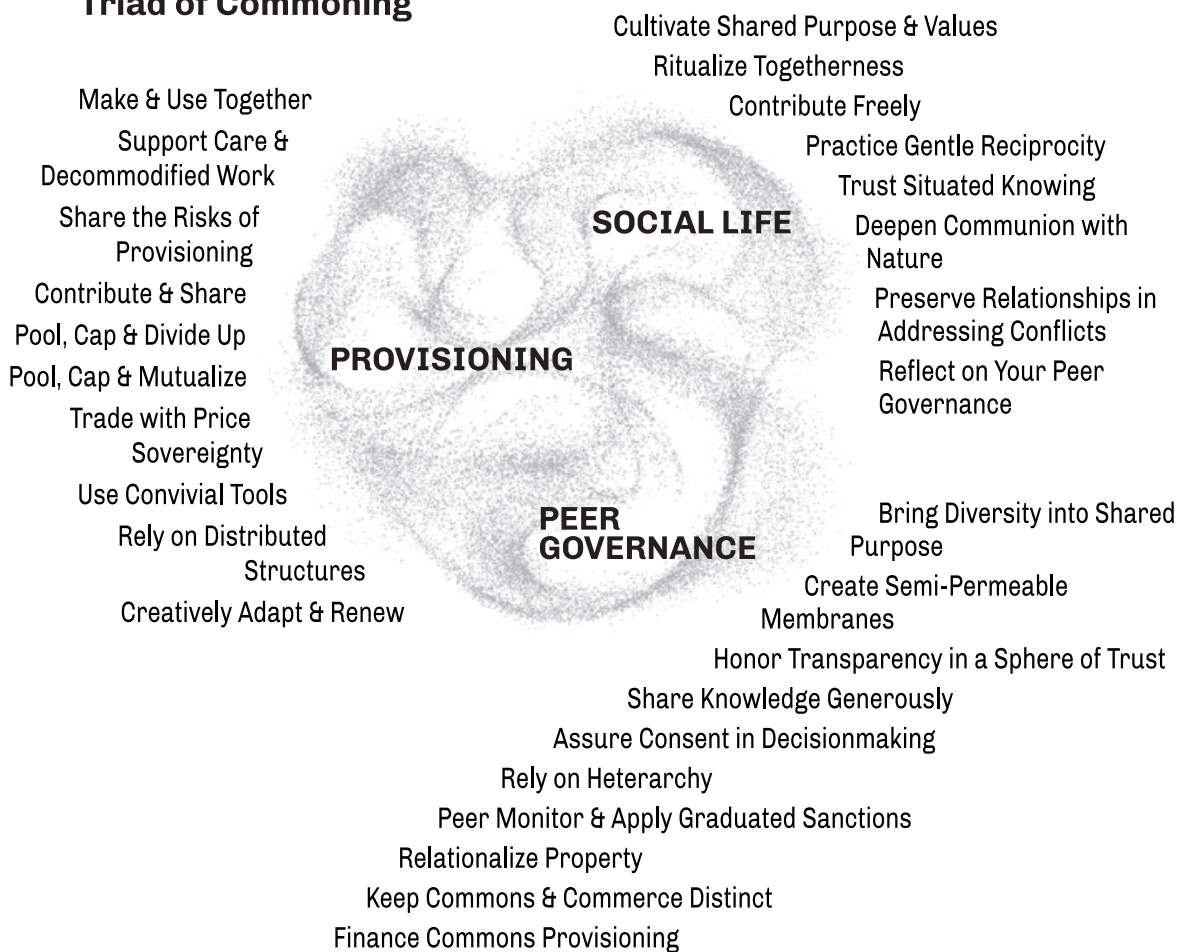 Triad of Commoning
Cultivate Shared Purpose & Values
Ritualize Togetherness
Contribute Freely
Practice Gentle Reciprocity
Trust Situated Knowing
Deepen Communion with
Nature
Preserve Relationships in
Addressing Conflicts
Reflect on Your Peer
Governance
Make & Use Together
Support Care &
Decommodified Work
Share the Risks of
Provisioning
Contribute & Share
Pool, Cap & Divide Up
Pool, Cap & Mutualize
Trade with Price
Sovereignty
Use Convivial Tools
Rely on Distributed
Structures
Creatively Adapt & Renew
SOCIAL LIFE
PROVISIONING
PEER
GOVERNANCE
Bring Diversity into Shared
Purpose
Create Semi-Permeable
Membranes
Honor Transparency in a Sphere of Trust
Share Knowledge Generously
Assure Consent in Decisionmaking
Rely on Heterarchy
Peer Monitor & Apply Graduated Sanctions
Relationalize Property
Keep Commons & Commerce Distinct
Finance Commons Provisioning